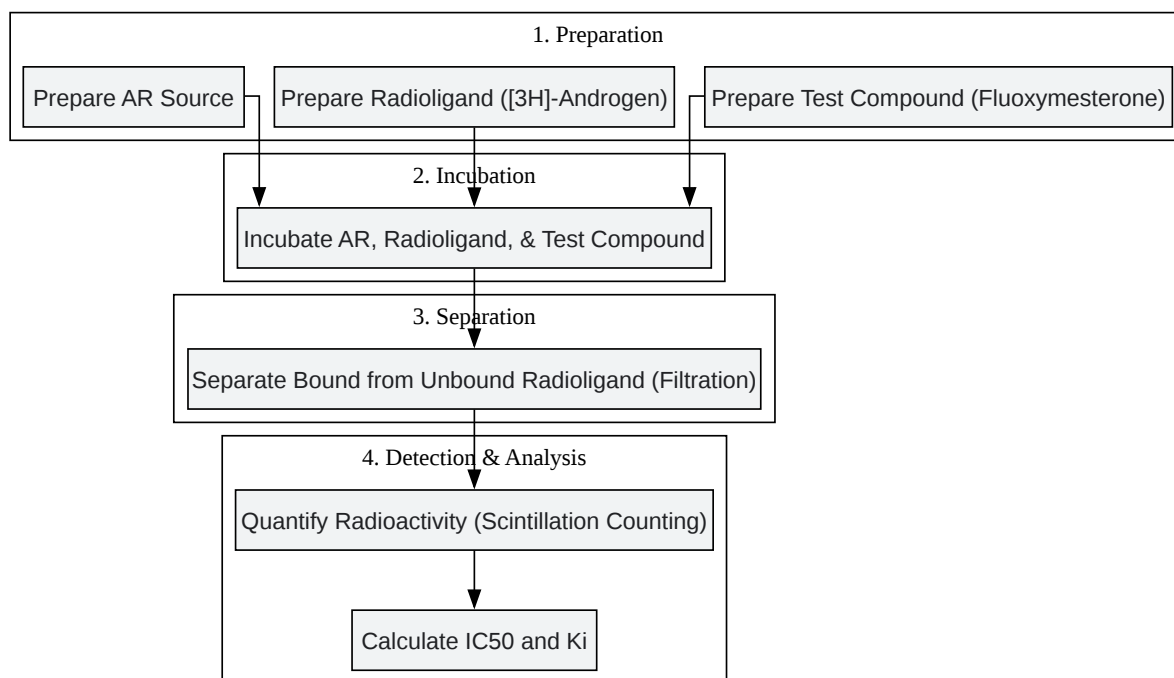 1. Preparation
Prepare AR Source
Prepare Radioligand ([3H]-Androgen)
Prepare Test Compound (Fluoxymesterone)
2. Incubation
Incubate AR, Radioligand, & Test Compound
3. Separation
Separate Bound from Unbound Radioligand (Filtration)
4. Detection & Analysis
Quantify Radioactivity (Scintillation Counting)
Calculate IC50 and Ki